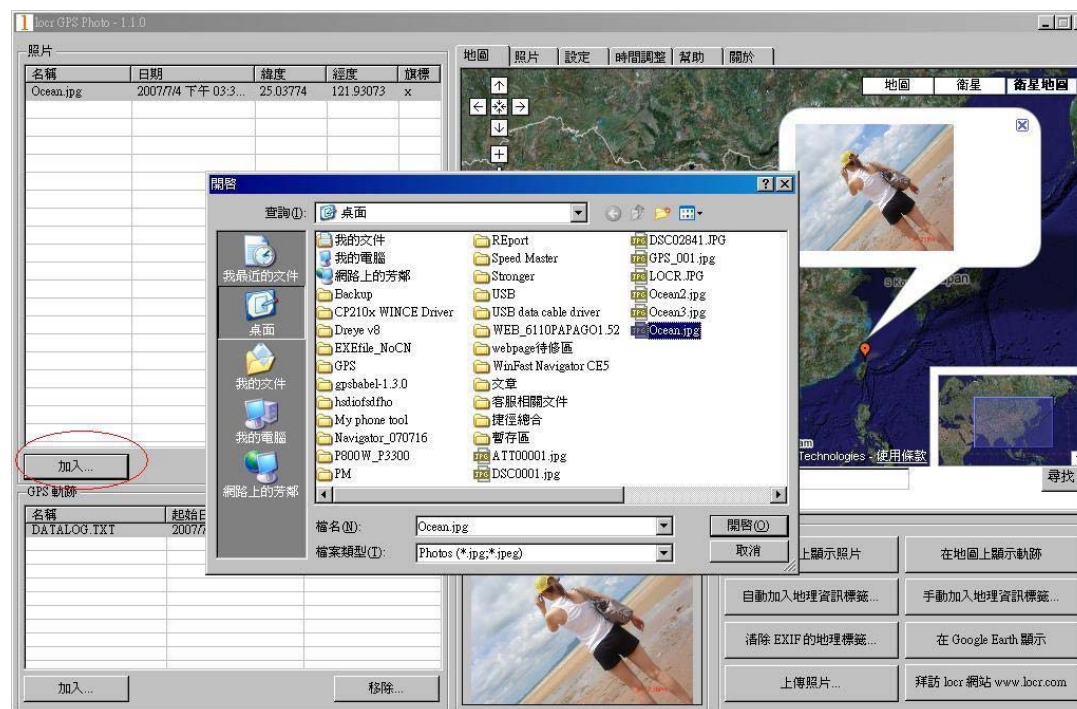 locr GPS Photo - 1.1.0
照片
名稱 日期 緯度 經度 旗標
Ocean.jpg 2007/7/4 下午 03:3... 25.03774 121.93073 x
加入...
GPS 軌跡
名稱 起始日
DATALOG.TXT 2007/7
加入... 移除...
地圖 照片 設定 時間調整 幫助 關於
地圖 衛星 衛星地圖
Technologies - 使用條款
尋找
開啓
查詢(I): 桌面
我最近的文件
桌面
我的文件
我的電腦
網路上的芳鄰
我的文件
我的電腦
網路上的芳鄰
Backup
CP210x WINCE Driver
Dreye v8
EXEfile_NoCN
GPS
gpsbabel-1.3.0
hsdiofsdfho
My phone tool
Navigator_070716
P800W_P3300
PM
REport
Speed Master
Stronger
USB
USB data cable driver
WEB_6110PAPAGO1.52
webpage待修區
WinFast Navigator CE5
文章
客服相關文件
捷徑總合
暫存區
ATT00001.jpg
DSC0001.jpg
DSC02841.JPG
GPS_001.jpg
LOCR.JPG
Ocean2.jpg
Ocean3.jpg
Ocean.jpg
檔名(N): Ocean.jpg 開啓(O)
檔案類型(T): Photos (*.jpg;*.jpeg) 取消
上顯示照片 在地圖上顯示軌跡
自動加入地理資訊標籤... 手動加入地理資訊標籤...
清除 EXIF 的地理標籤... 在 Google Earth 顯示
上傳照片... 拜訪 locr 網站 www.locr.com